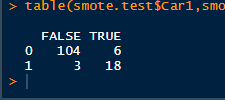 > table(smote.test$Car1,smo
FALSE TRUE
0 104 6
1 3 18
>